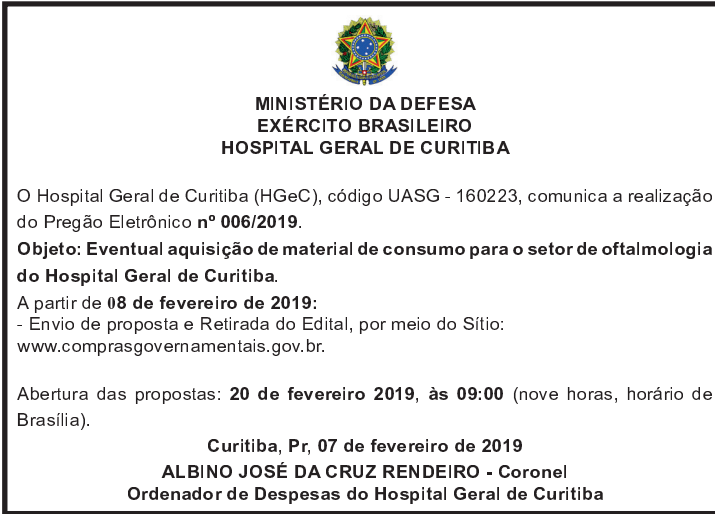 MINISTÉRIO DA DEFESA
EXÉRCITO BRASILEIRO
HOSPITAL GERAL DE CURITIBA
O Hospital Geral de Curitiba (HGeC), código UASG - 160223, comunica a realização
do Pregão Eletrônico nº 006/2019.
Objeto: Eventual aquisição de material de consumo para o setor de oftalmologia
do Hospital Geral de Curitiba.
A partir de 08 de fevereiro de 2019:
- Envio de proposta e Retirada do Edital, por meio do Sítio:
www.comprasgovernamentais.gov.br.
Abertura das propostas: 20 de fevereiro 2019, às 09:00 (nove horas, horário de
Brasília).
Curitiba, Pr, 07 de fevereiro de 2019
ALBINO JOSÉ DA CRUZ RENDEIRO - Coronel
Ordenador de Despesas do Hospital Geral de Curitiba